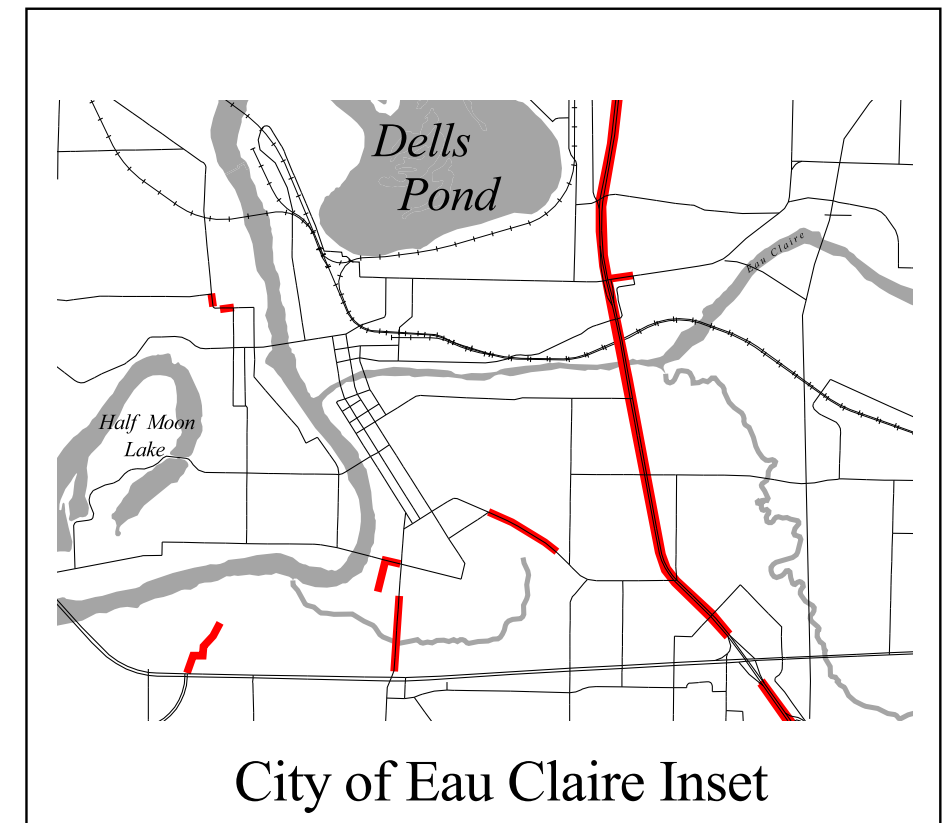 Dells
Pond
Eau Claire
Half Moon
Lake
City of Eau Claire Inset